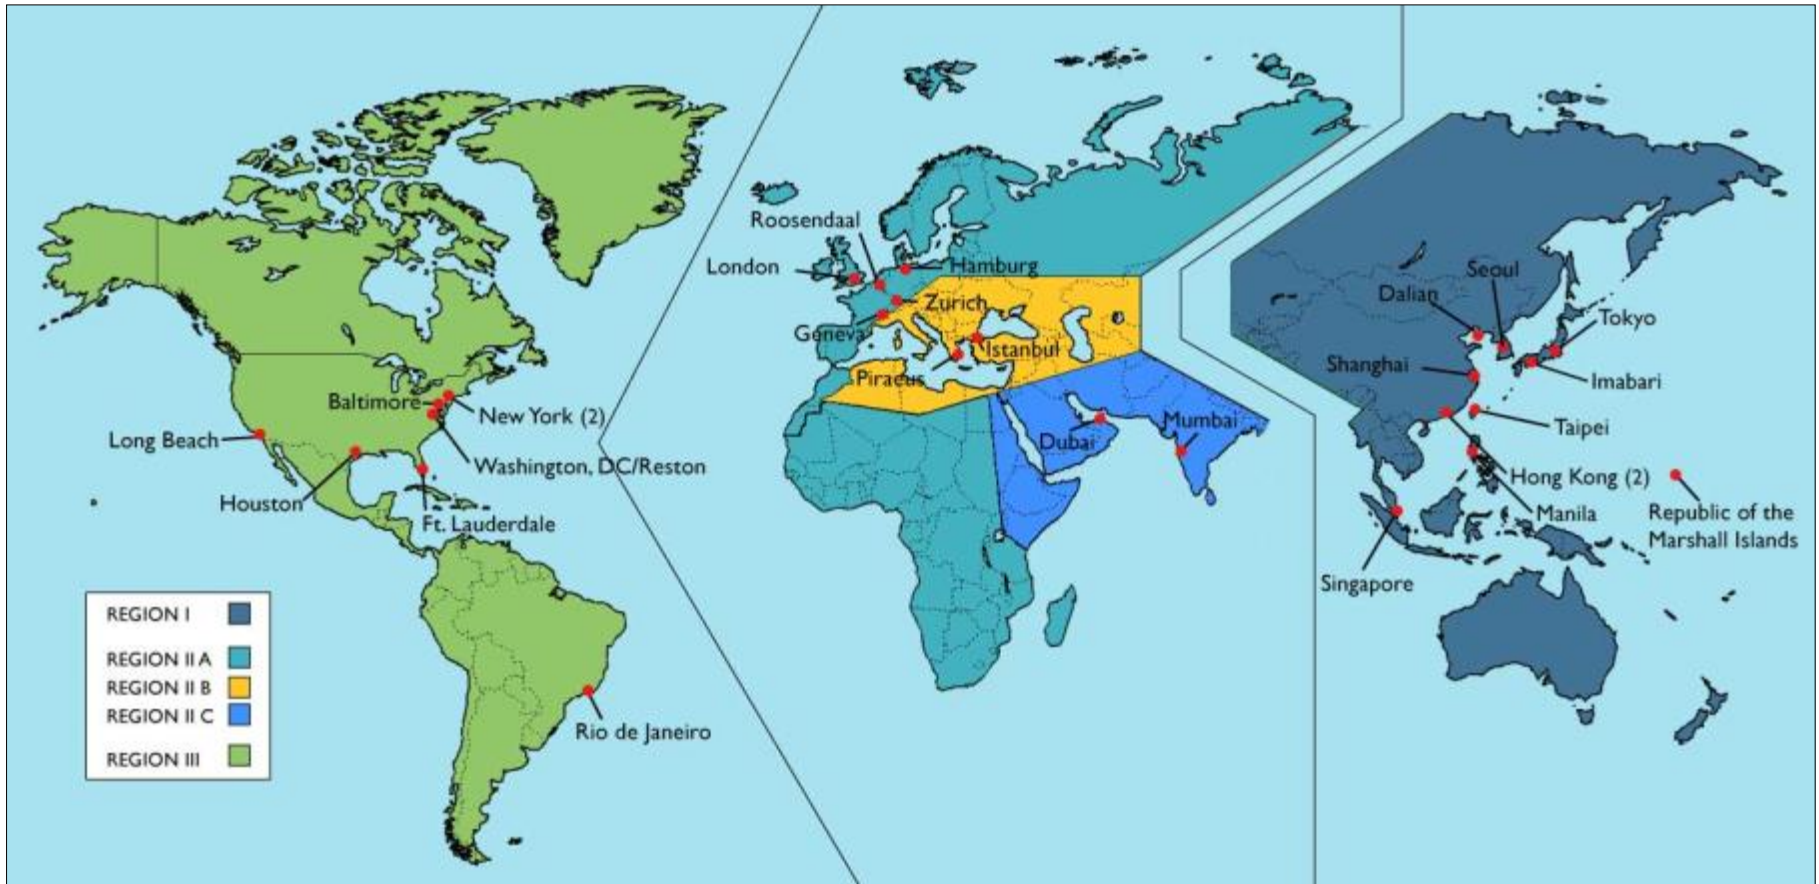 Roosendaal
London
Hamburg
Zurich
Geneva
Istanbul
Piraeus
Seoul
Dalian
Tokyo
Shanghai
Imabari
Baltimore
New York (2)
Long Beach
Washington, DC/Reston
Houston
Ft. Lauderdale
Dubai
Mumbai
Taipei
Hong Kong (2)
Manila
Republic of the
Marshall Islands
Singapore
Rio de Janeiro
REGION I
REGION II A
REGION II B
REGION II C
REGION III